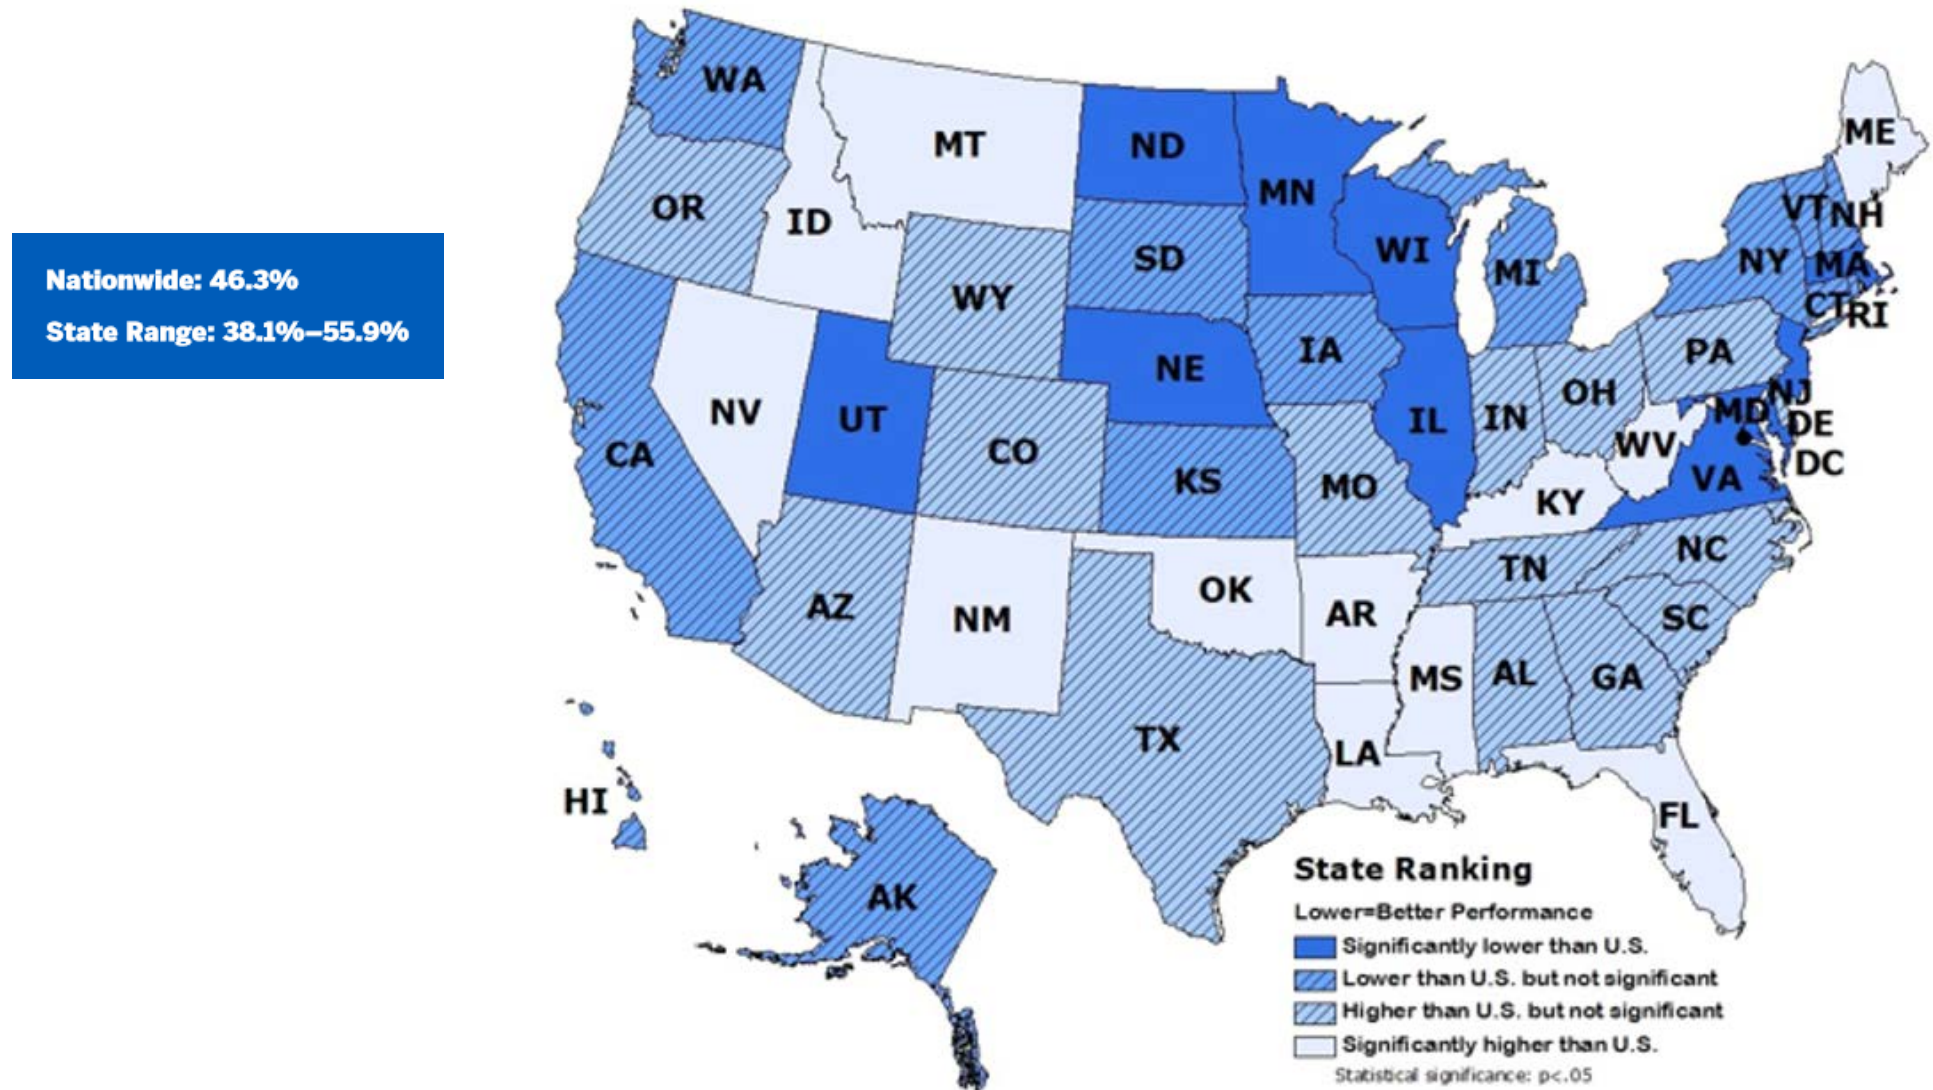 Nationwide: 46.3%
State Range: 38.1%–55.9%
WA
MT
ND
MN
ME
OR
ID
SD
WI
MI
VT
NH
NY
MA
CT
RI
WY
IA
NE
PA
NV
UT
CO
IL
IN
OH
NJ
MD
DE
DC
CA
KS
MO
WV
VA
KY
AZ
NM
OK
AR
TN
NC
SC
MS
AL
GA
TX
LA
FL
HI
AK
State Ranking
Lower=Better Performance
Significantly lower than U.S.
Lower than U.S. but not significant
Higher than U.S. but not significant
Significantly higher than U.S.
Statistical significance: p<.05